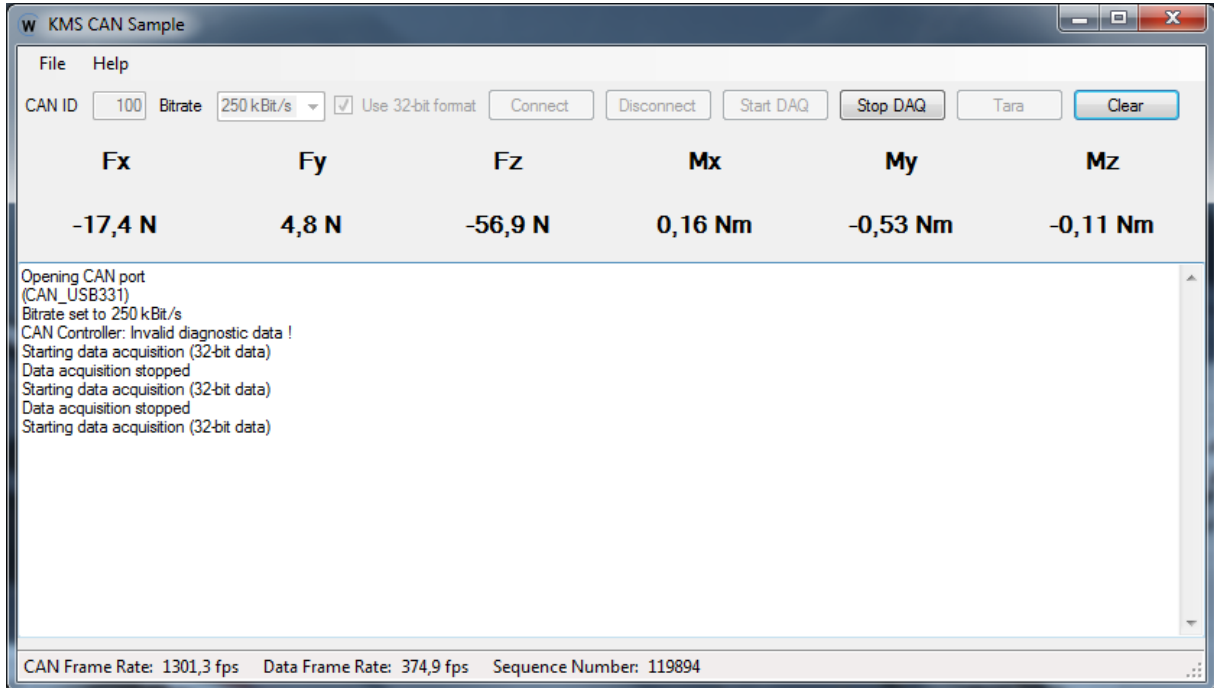 W KMS CAN Sample
File Help
CAN ID 100 Bitrate 250 kBit/s Use 32-bit format Connect Disconnect Start DAQ Stop DAQ Tara Clear
Fx Fy Fz Mx My Mz
-17,4 N 4,8 N -56,9 N 0,16 Nm -0,53 Nm -0,11 Nm
Opening CAN port
(CAN_USB331)
Bitrate set to 250 kBit/s
CAN Controller: Invalid diagnostic data !
Starting data acquisition (32-bit data)
Data acquisition stopped
Starting data acquisition (32-bit data)
Data acquisition stopped
Starting data acquisition (32-bit data)
CAN Frame Rate: 1301,3 fps Data Frame Rate: 374,9 fps Sequence Number: 119894